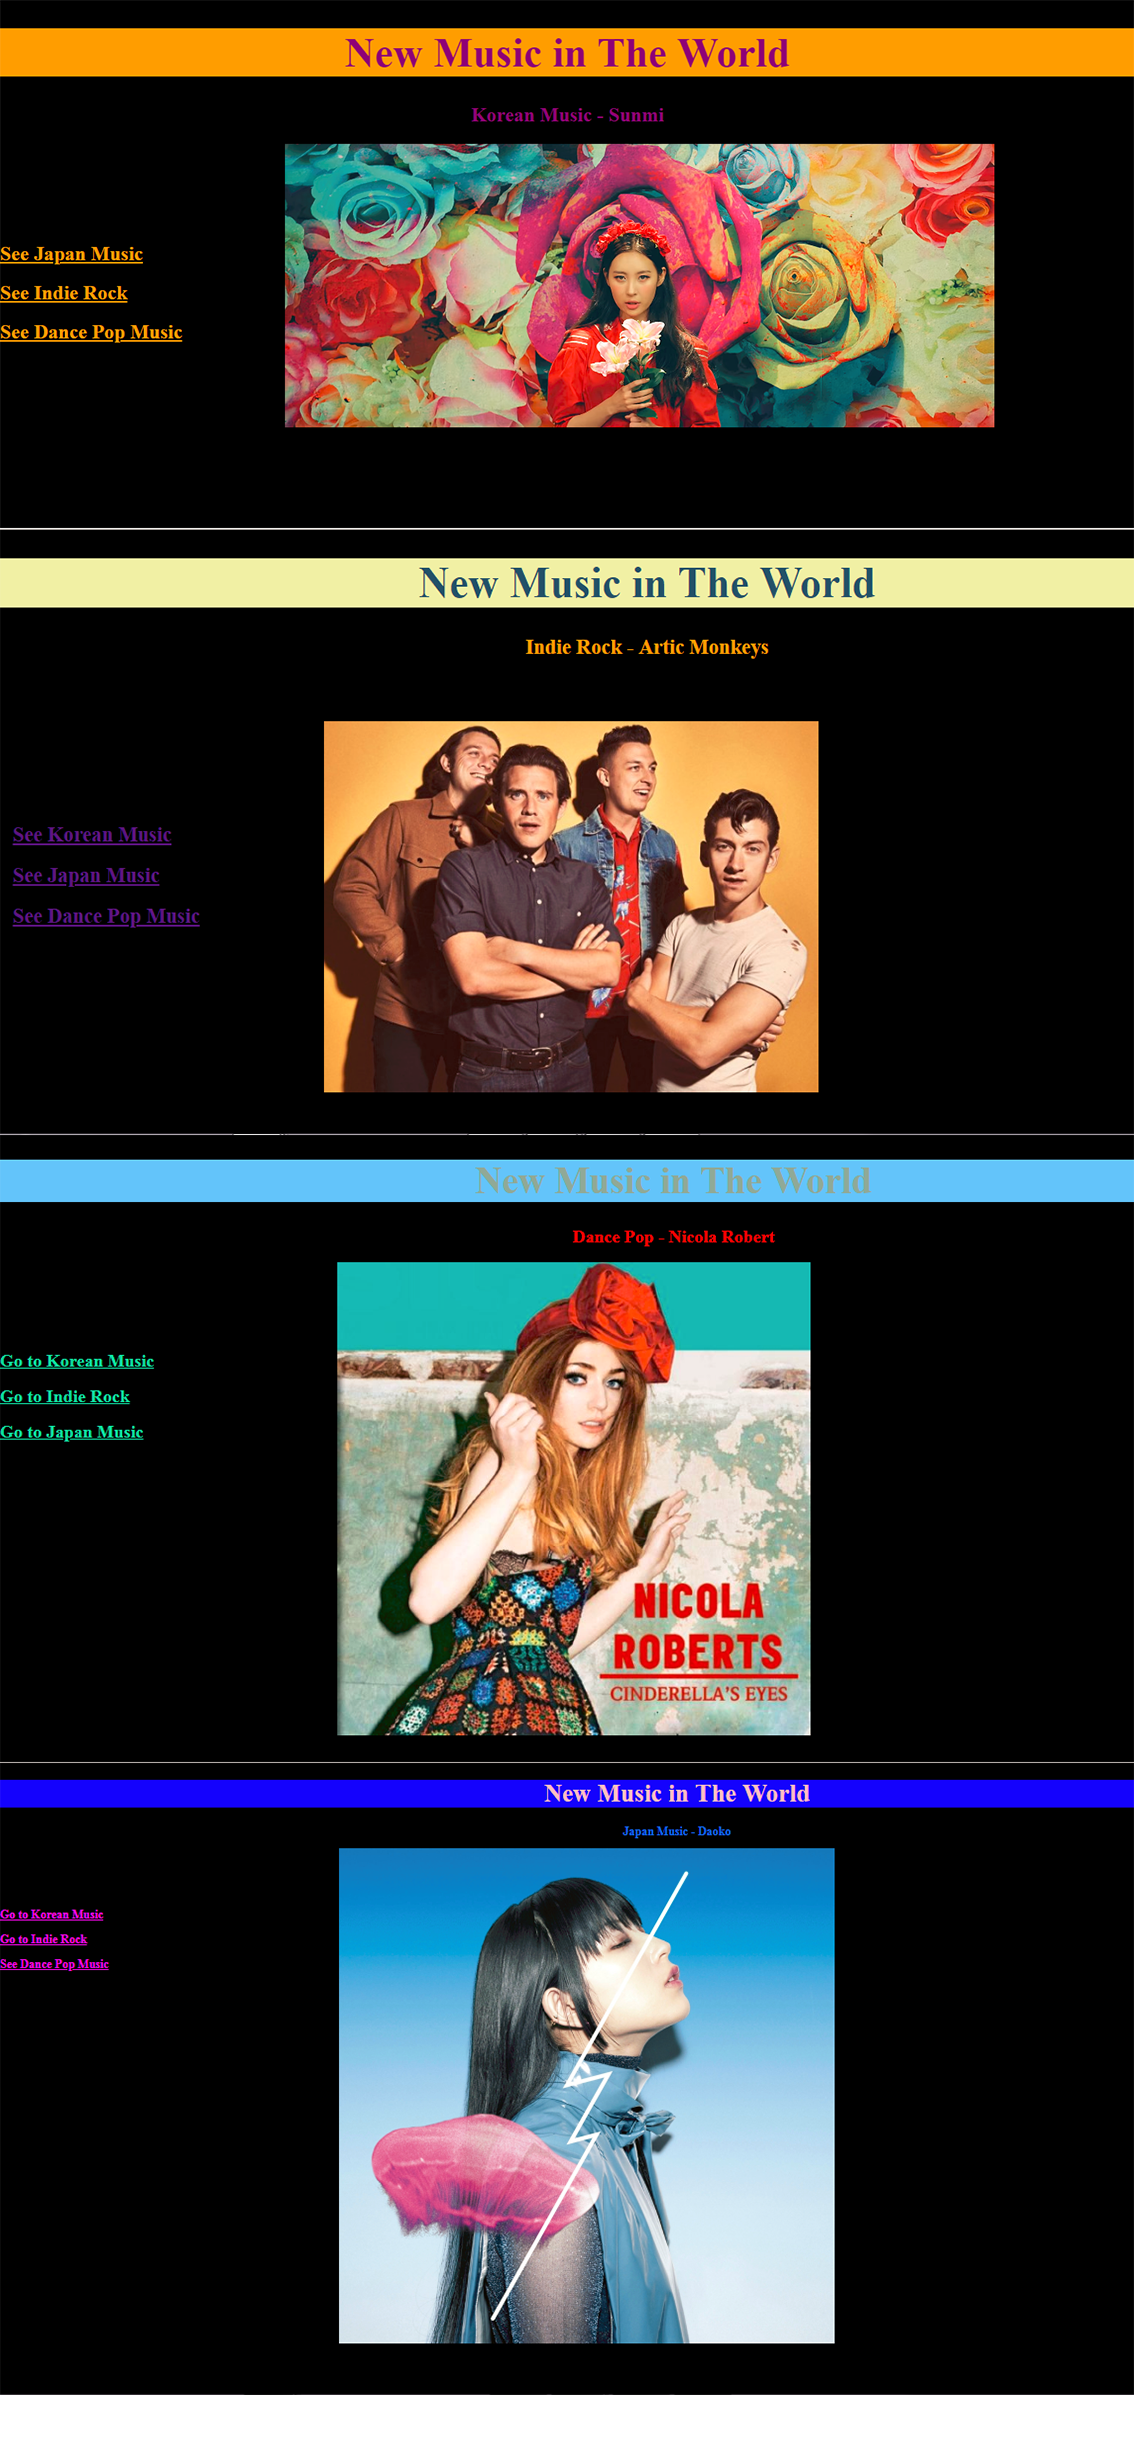 New Music in The World
Korean Music - Sunmi
See Japan Music
See Indie Rock
See Dance Pop Music
New Music in The World
Indie Rock - Artic Monkeys
See Korean Music
See Japan Music
See Dance Pop Music
New Music in The World
Dance Pop - Nicola Robert
Go to Korean Music
Go to Indie Rock
Go to Japan Music
NICOLA
ROBERTS
CINDERELLA'S EYES
New Music in The World
Japan Music - Daoko
Go to Korean Music
Go to Indie Rock
See Dance Pop Music